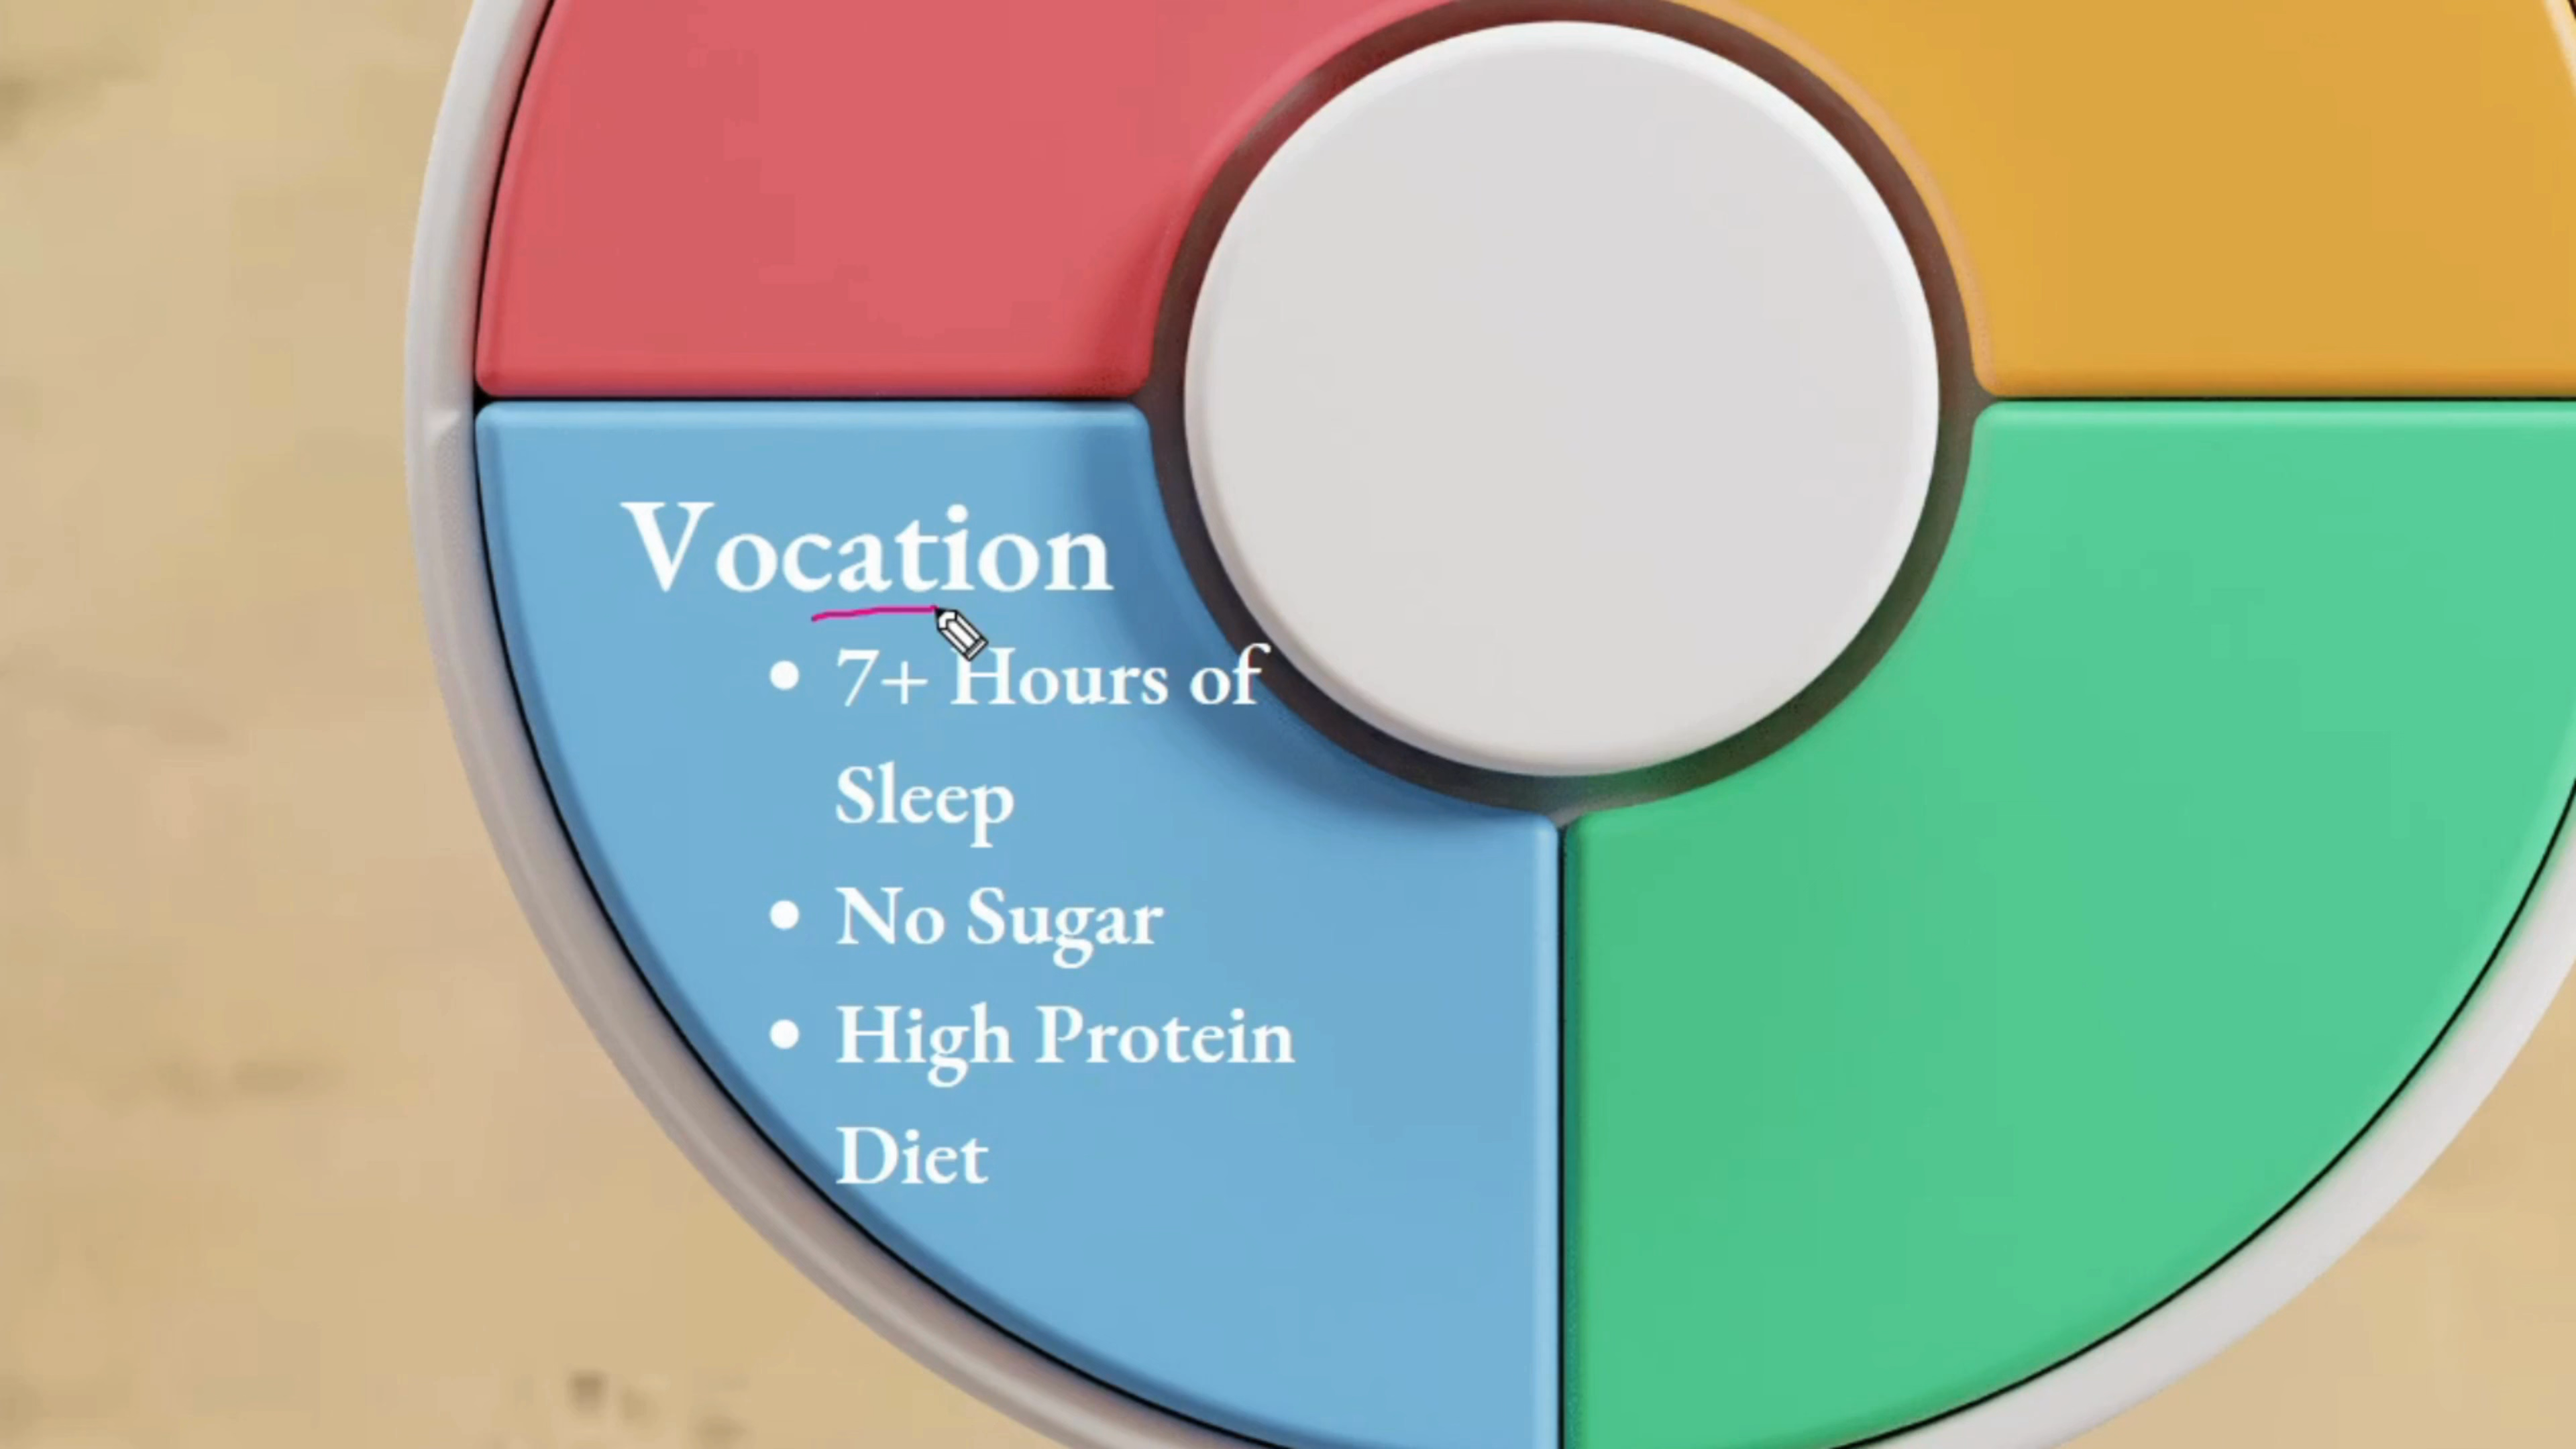 Vocation
• 7+ Hours of
Sleep
• No Sugar
• High Protein
Diet